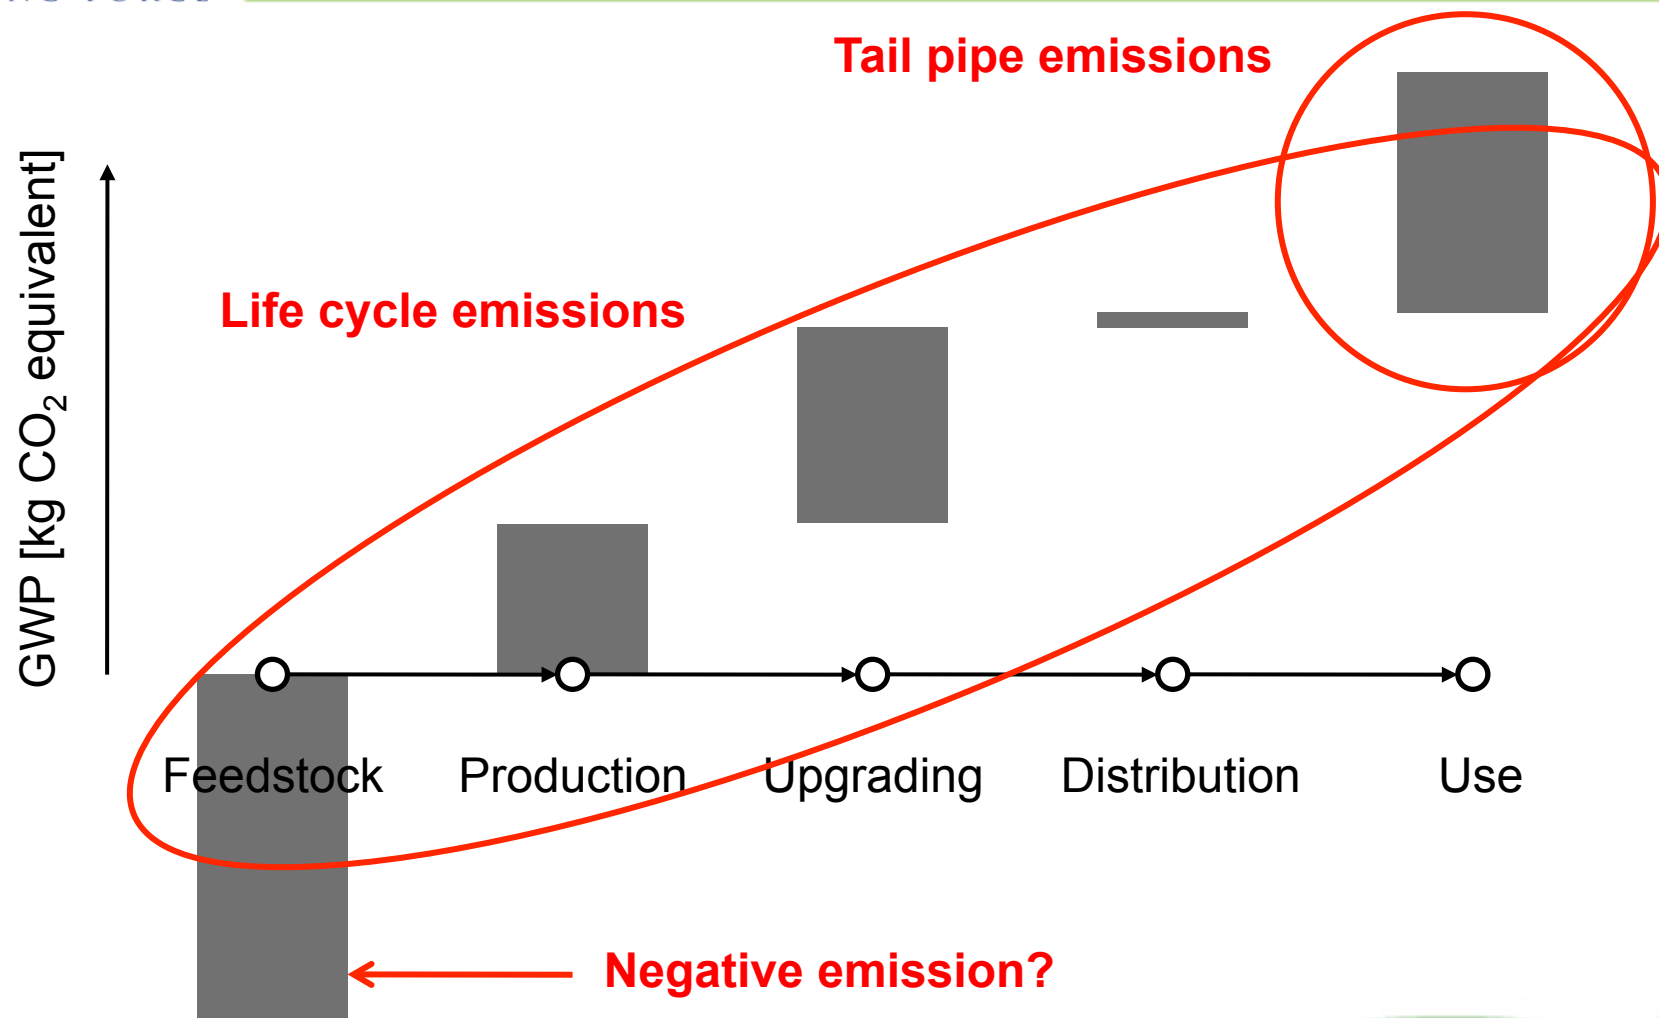 Tail pipe emissions
GWP [kg CO₂ equivalent]
Life cycle emissions
Feedstock Production Upgrading Distribution Use
Negative emission?